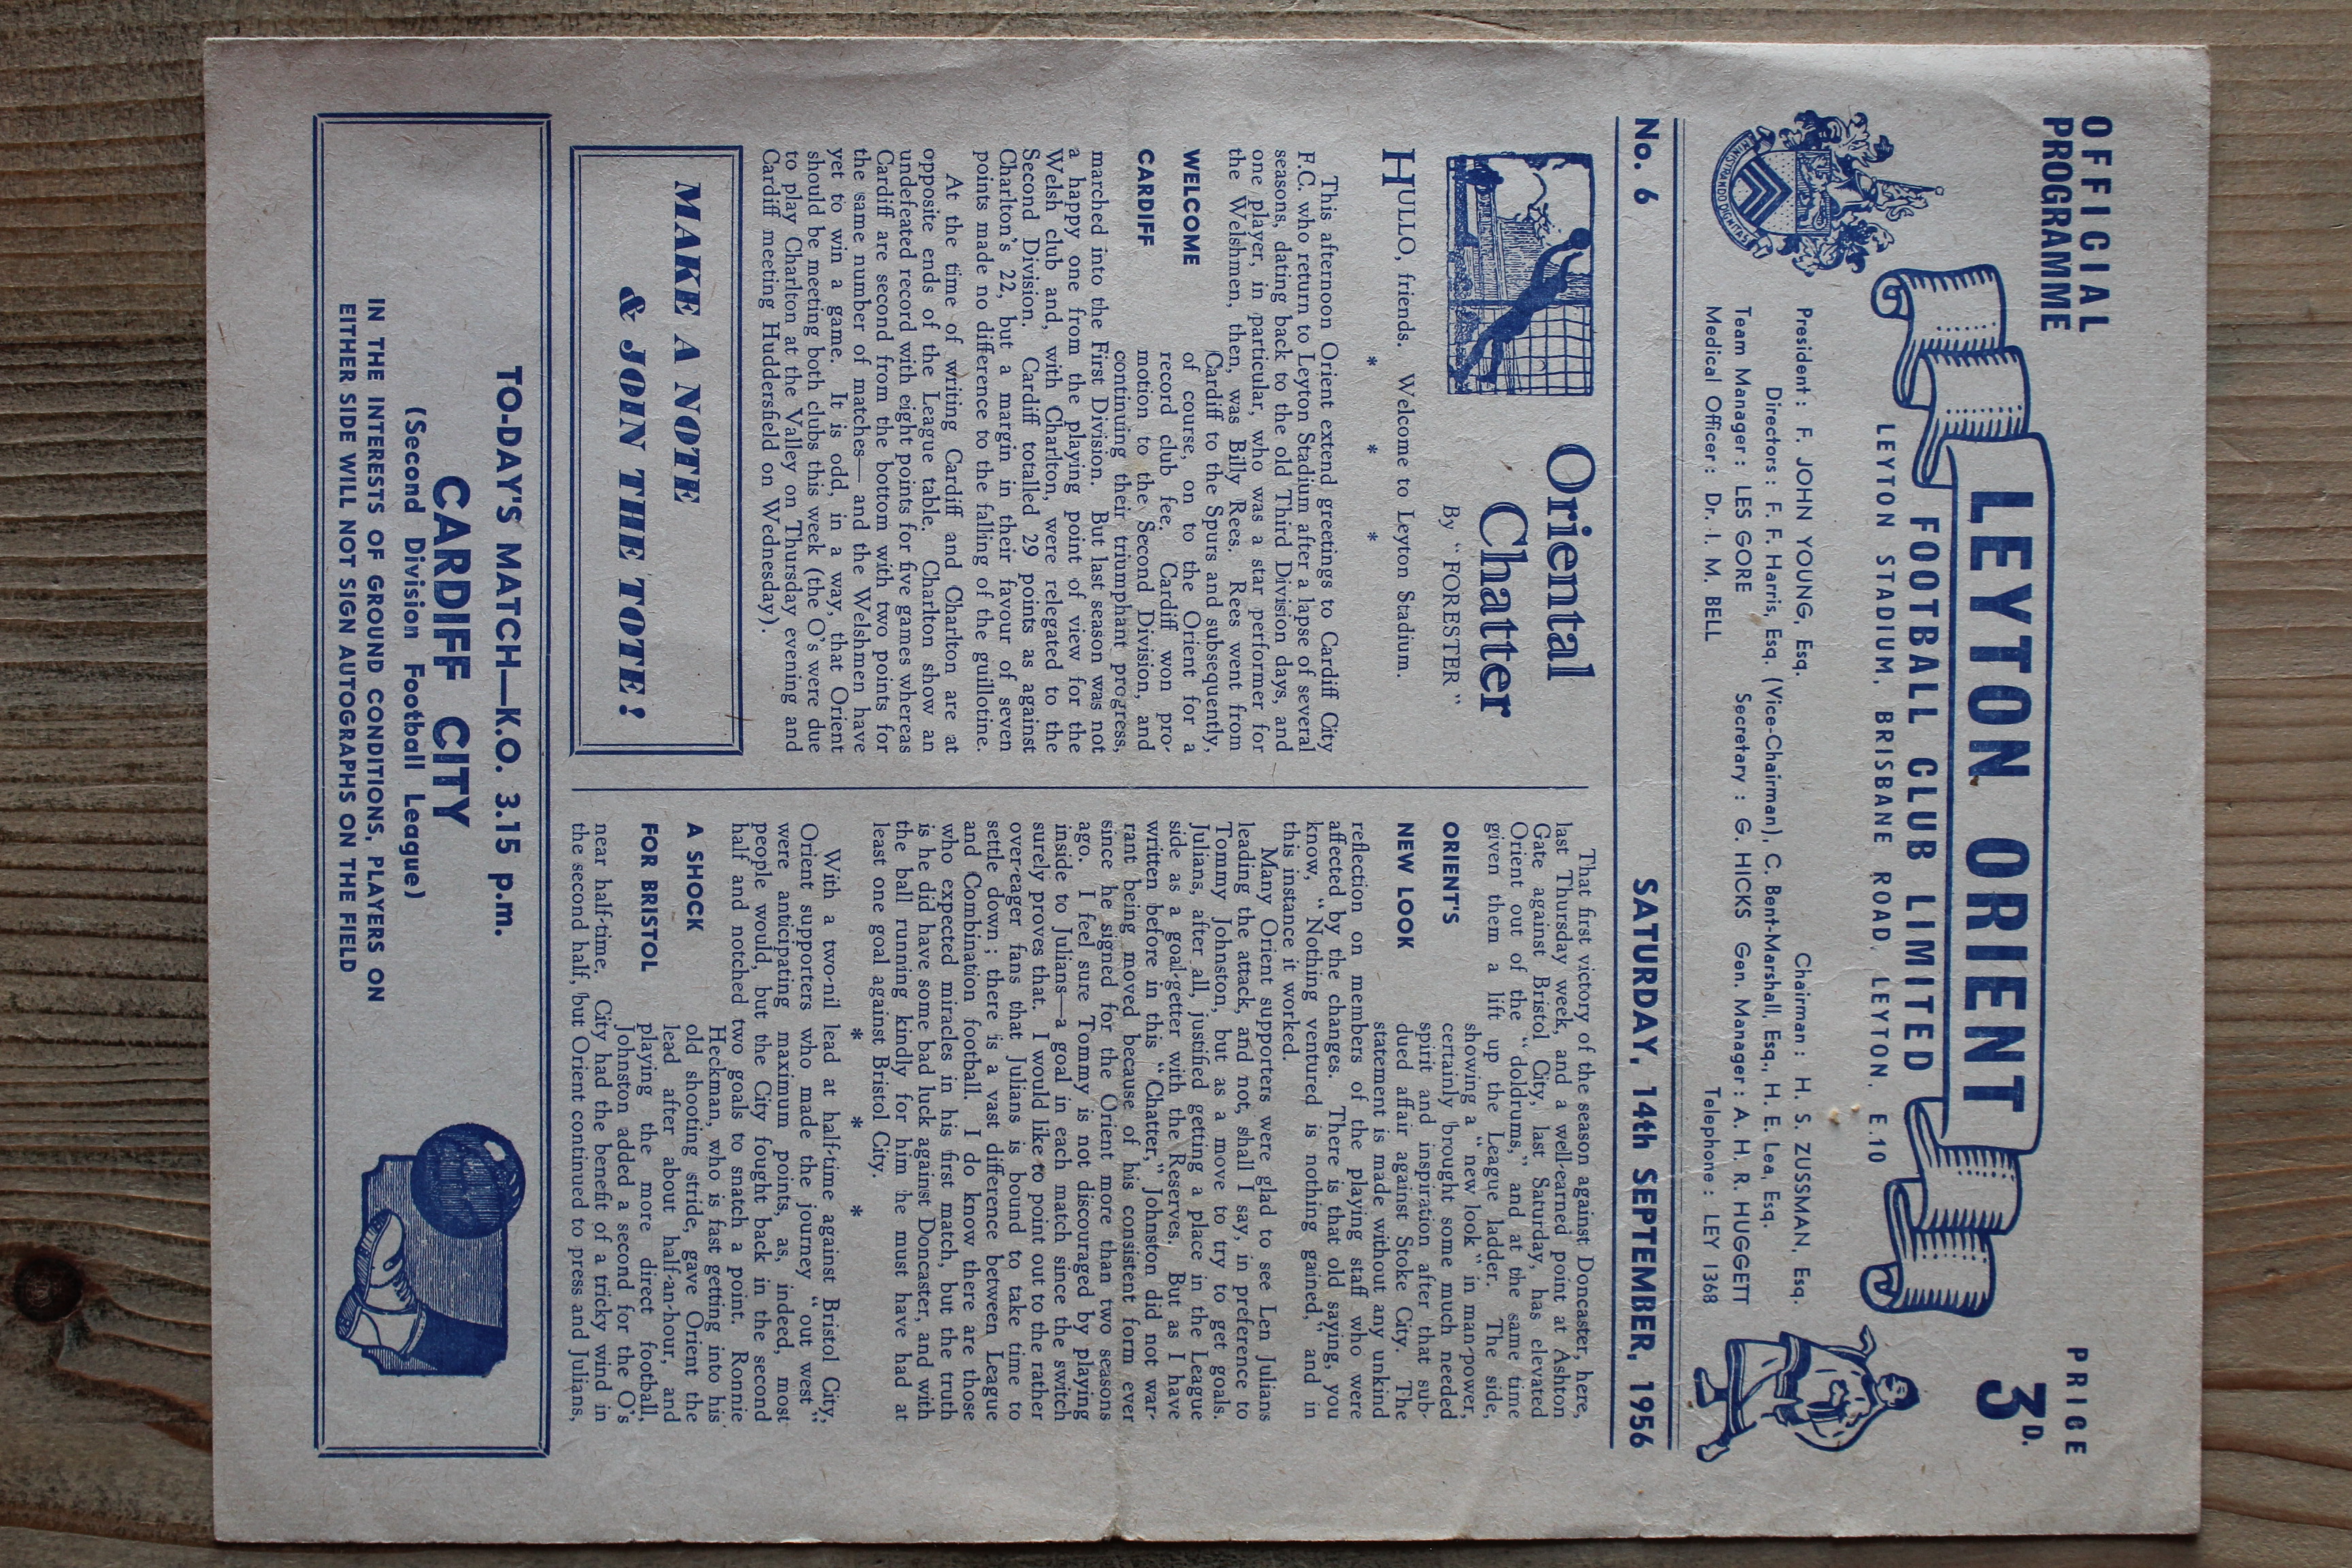 OFFICIAL
PROGRAMME
PRICE
3D.
LEYTON ORIENT
FOOTBALL CLUB LIMITED
LEYTON STADIUM, BRISBANE ROAD, LEYTON, E.10
MINISTRANDO DIGNITAS
President : F. JOHN YOUNG, Esq. Chairman : H. S. ZUSSMAN, Esq.
Directors : F. F. Harris, Esq. (Vice-Chairman), C. Bent-Marshall, Esq., H. E. Lea, Esq.
Team Manager : LES GORE Secretary : G. HICKS Gen. Manager : A. H. R. HUGGETT
Medical Officer : Dr. I. M. BELL Telephone : LEY 1368
No. 6 SATURDAY, 14th SEPTEMBER, 1956
Oriental
Chatter
By "FORESTER"
HULLO, friends. Welcome to Leyton Stadium.
* * *
This afternoon Orient extend greetings to Cardiff City
F.C. who return to Leyton Stadium after a lapse of several
seasons, dating back to the old Third Division days, and
one player, in particular, who was a star performer for
the Welshmen, then, was Billy Rees. Rees went from
WELCOME
CARDIFF
Cardiff to the Spurs and subsequently,
of course, on to the Orient for a
record club fee. Cardiff won pro-
motion to the Second Division, and
continuing their triumphant progress,
marched into the First Division. But last season was not
a happy one from the playing point of view for the
Welsh club and, with Charlton, were relegated to the
Second Division. Cardiff totalled 29 points as against
Charlton's 22, but a margin in their favour of seven
points made no difference to the falling of the guillotine.
At the time of writing Cardiff and Charlton are at
opposite ends of the League table. Charlton show an
undefeated record with eight points for five games whereas
Cardiff are second from the bottom with two points for
the same number of matches— and the Welshmen have
yet to win a game. It is odd, in a way, that Orient
should be meeting both clubs this week (the O's were due
to play Charlton at the Valley on Thursday evening and
Cardiff meeting Huddersfield on Wednesday).
MAKE A NOTE
& JOIN THE TOTE!
That first victory of the season against Doncaster, here,
last Thursday week, and a well-earned point at Ashton
Gate against Bristol City, last Saturday, has elevated
Orient out of the "doldrums," and at the same time
given them a lift up the League ladder. The side,
ORIENT'S
NEW LOOK
showing a "new look" in man-power,
certainly brought some much needed
spirit and inspiration after that sub-
dued affair against Stoke City. The
statement is made without any unkind
reflection on members of the playing staff who were
affected by the changes. There is that old saying, you
know, "Nothing ventured is nothing gained," and in
this instance it worked.
Many Orient supporters were glad to see Len Julians
leading the attack, and not, shall I say, in preference to
Tommy Johnston, but as a move to try to get goals.
Julians, after all, justified getting a place in the League
side as a goal-getter with the Reserves. But as I have
written before in this "Chatter," Johnston did not war-
rant being moved because of his consistent form ever
since he signed for the Orient more than two seasons
ago. I feel sure Tommy is not discouraged by playing
inside to Julians—a goal in each match since the switch
surely proves that. I would like to point out to the rather
over-eager fans that Julians is bound to take time to
settle down ; there is a vast difference between League
and Combination football. I do know there are those
who expected miracles in his first match, but the truth
is he did have some bad luck against Doncaster, and with
the ball running kindly for him he must have had at
least one goal against Bristol City.
* * *
With a two-nil lead at half-time against Bristol City,
Orient supporters who made the journey "out west"
were anticipating maximum points, as, indeed, most
people would, but the City fought back in the second
half and notched two goals to snatch a point. Ronnie
A SHOCK
FOR BRISTOL
Heckman, who is fast getting into his
old shooting stride, gave Orient the
lead after about half-an-hour, and
playing the more direct football,
Johnston added a second for the O's
near half-time. City had the benefit of a tricky wind in
the second half, but Orient continued to press and Julians,
TO-DAY'S MATCH—K.O. 3.15 p.m.
CARDIFF CITY
(Second Division Football League)
IN THE INTERESTS OF GROUND CONDITIONS, PLAYERS ON
EITHER SIDE WILL NOT SIGN AUTOGRAPHS ON THE FIELD